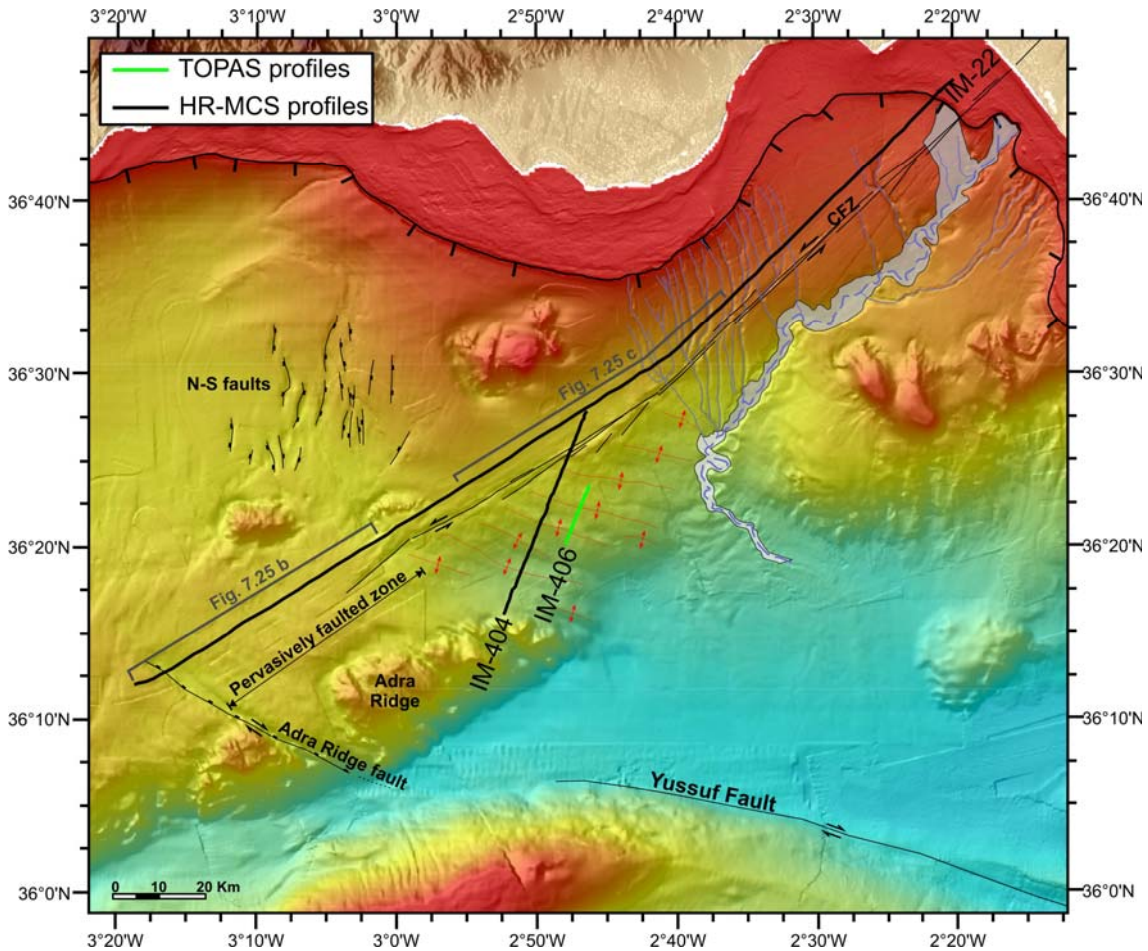 3°20'W 3°10'W 3°0'W 2°50'W 2°40'W 2°30'W 2°20'W
TOPAS profiles
HR-MCS profiles
IM-22
36°40'N 36°40'N
CFZ
N-S faults
36°30'N 36°30'N
Fig. 7.25 c
36°20'N 36°20'N
Fig. 7.25 b
Pervasively faulted zone
IM-406
IM-404
Adra
Ridge
36°10'N 36°10'N
Adra Ridge fault
Yussuf Fault
0 10 20 Km
36°0'N 36°0'N
3°20'W 3°10'W 3°0'W 2°50'W 2°40'W 2°30'W 2°20'W